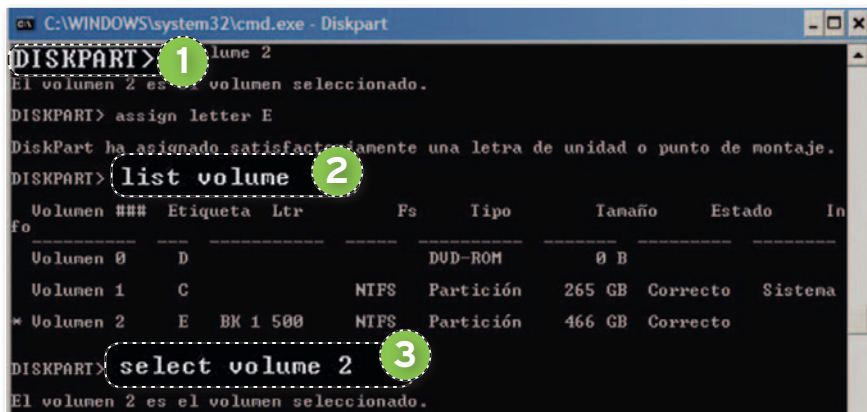 C:\WINDOWS\system32\cmd.exe - Diskpart
DISKPART> 1 lume 2
El volumen 2 es el volumen seleccionado.
DISKPART> assign letter E
DiskPart ha asignado satisfactoriamente una letra de unidad o punto de montaje.
DISKPART> list volume 2
Volumen ### Etiqueta Ltr Fs Tipo Tamaño Estado In
fo
Volumen 0 D DVD-ROM 0 B
Volumen 1 C NTFS Partición 265 GB Correcto Sistema
* Volumen 2 E BK 1 500 NTFS Partición 466 GB Correcto
DISKPART> select volume 2 3
El volumen 2 es el volumen seleccionado.